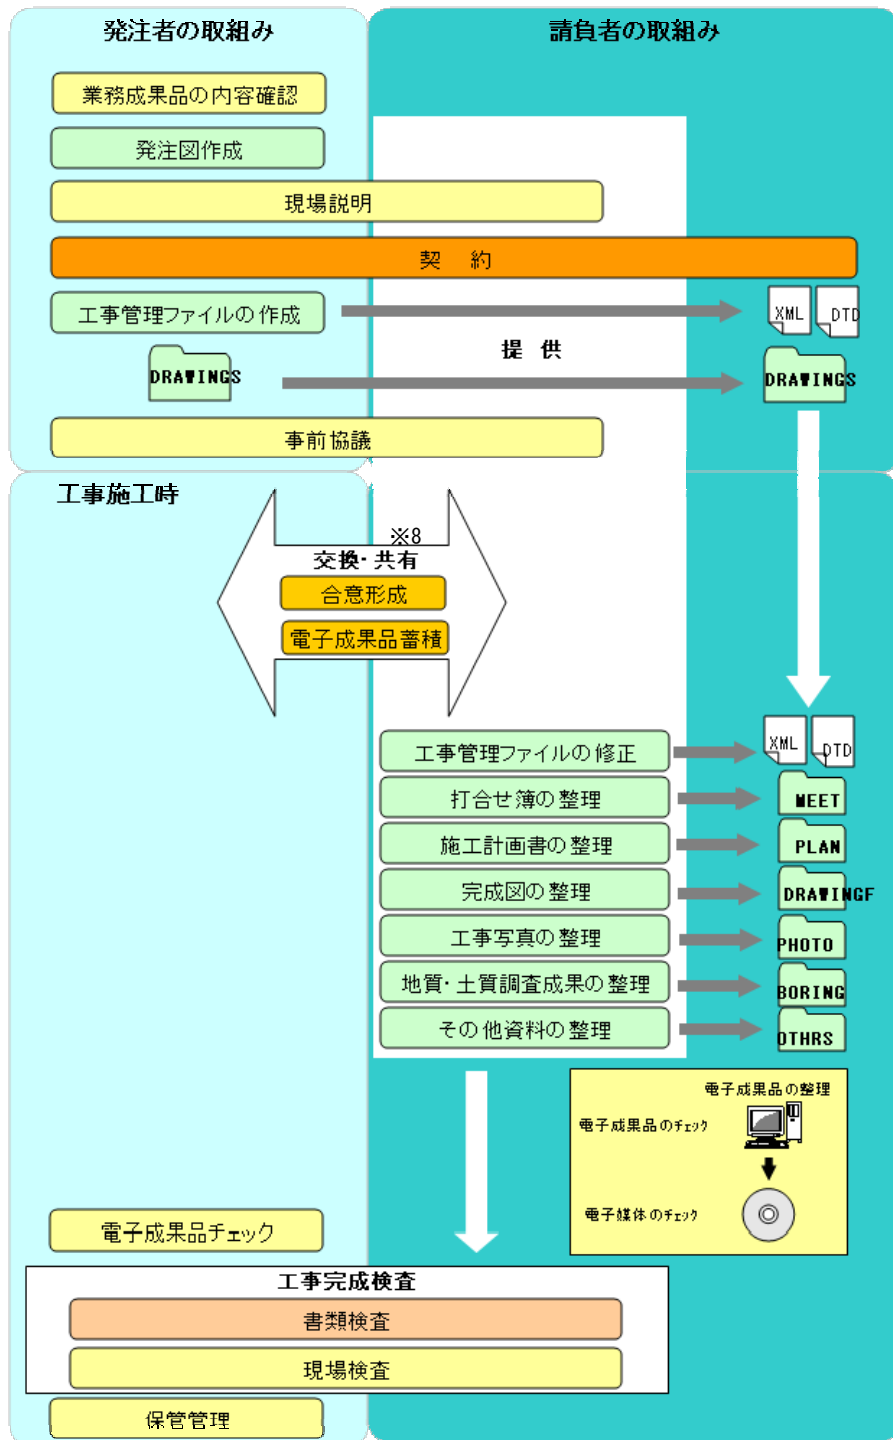 発注者の取組み
請負者の取組み
業務成果品の内容確認
発注図作成
現場説明
契 約
工事管理ファイルの作成
XML
DTD
提 供
DRAWINGS
DRAWINGS
事前協議
工事施工時
※8
交換・共有
合意形成
電子成果品蓄積
工事管理ファイルの修正
XML
DTD
打合せ簿の整理
MEET
施工計画書の整理
PLAN
完成図の整理
DRAWINGF
工事写真の整理
PHOTO
地質・土質調査成果の整理
BORING
その他資料の整理
OTHRS
電子成果品の整理
電子成果品のチェック
電子媒体のチェック
電子成果品チェック
工事完成検査
書類検査
現場検査
保管管理